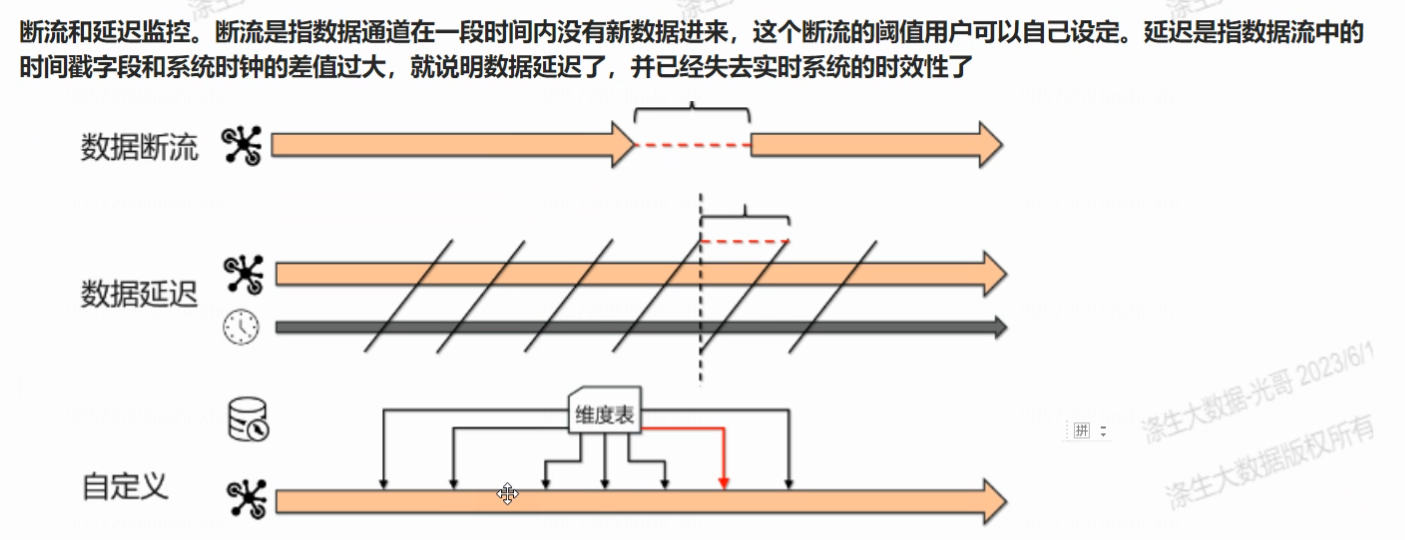 断流和延迟监控。断流是指数据通道在一段时间内没有新数据进来，这个断流的阈值用户可以自己设定。延迟是指数据流中的
时间戳字段和系统时钟的差值过大，就说明数据延迟了，并已经失去实时系统的时效性了
数据断流
数据延迟
维度表
自定义
拼
涤生大数据-光哥 2023/6/1
涤生大数据版权所有